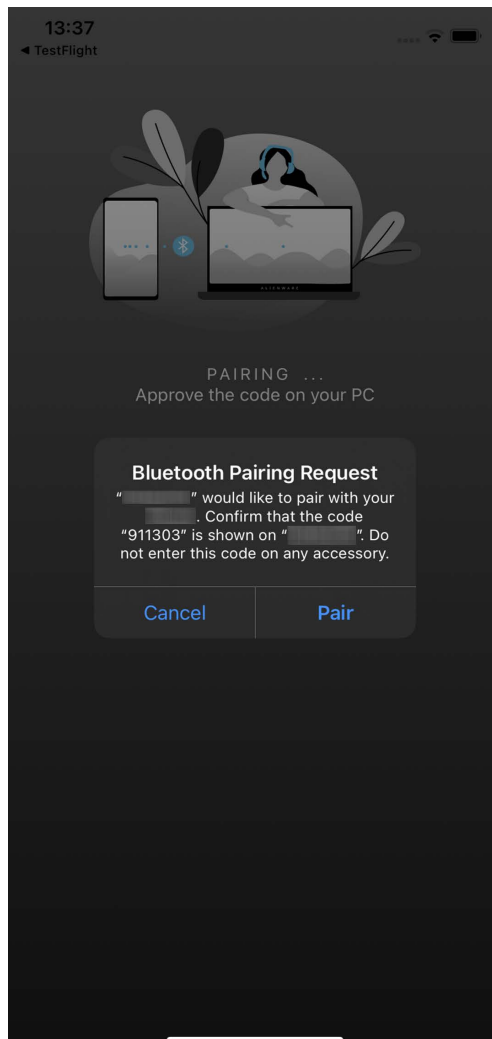 13:37
◀ TestFlight
ALIENWARE
PAIRING ...
Approve the code on your PC
Bluetooth Pairing Request
“ ” would like to pair with your
. Confirm that the code
“911303” is shown on “ ”. Do
not enter this code on any accessory.
Cancel Pair